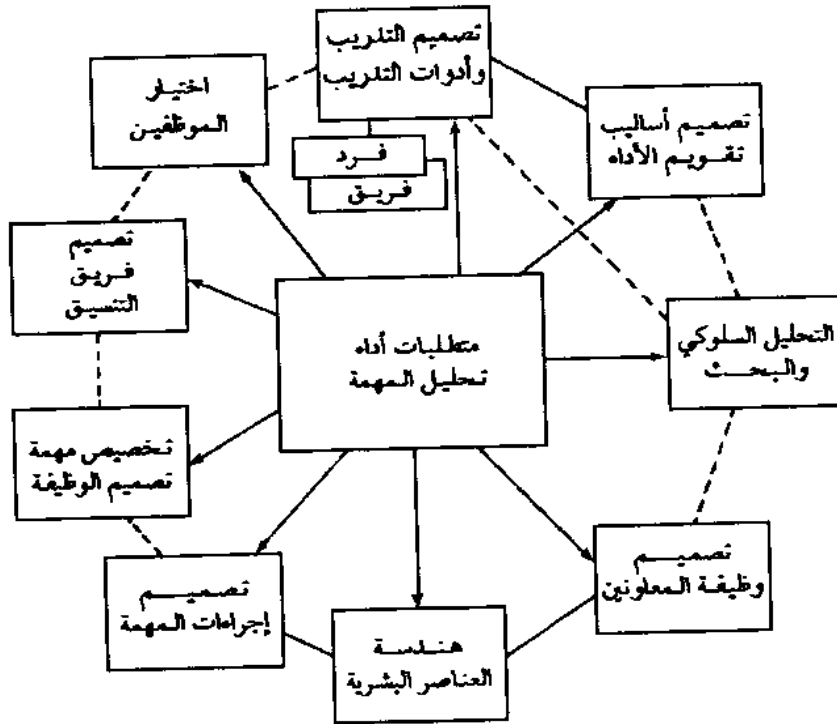 تصميم التدريب
وأدوات التدريب
فرد
فريق
تصميم أساليب
تقويم الأداء
اختيار
الموظفين
تصميم
فريق
التنسيق
متطلبات أداء
تحليل المهمة
التحليل السلوكي
والبحث
تخصيص مهمة
تصميم الوظيفة
تصميم
وظيفة المعاونين
تصميم
إجراءات المهمة
هندسة
العناصر البشرية